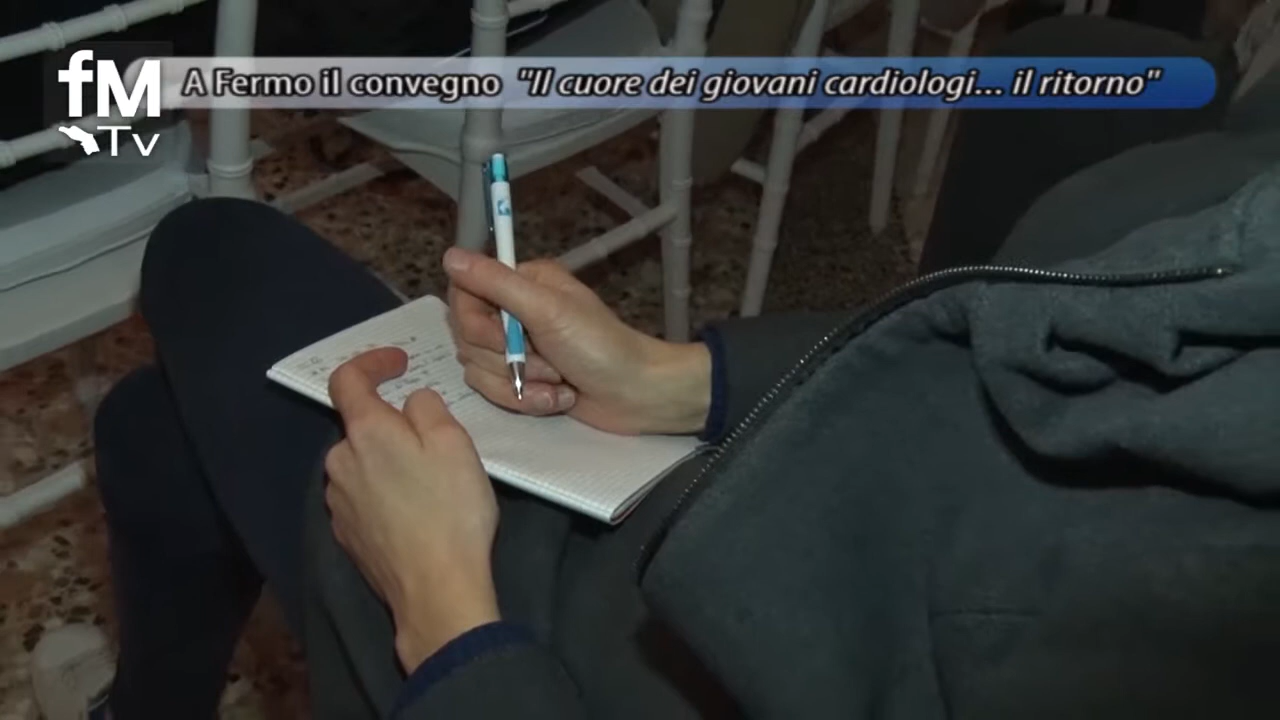 fM
Tv
A Fermo il convegno "Il cuore dei giovani cardiologi... il ritorno"